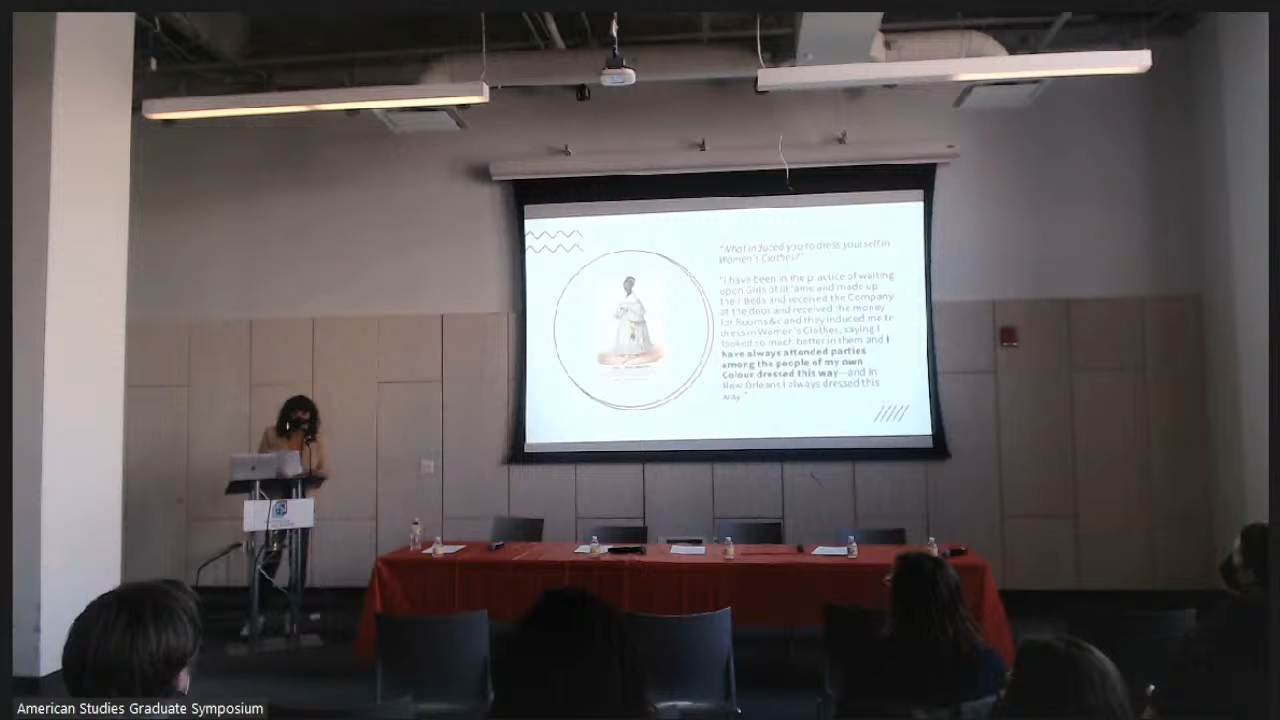 "What induced you to dress yourself in
Women's Clothes?"
"I have been in the practice of waiting
upon Girls of ill fame and made up
their Beds and received the Company
at the door and received the money
for Rooms &c and they induced me to
dress in Women's Clothes, saying I
looked so much better in them and I
have always attended parties
among the people of my own
Colour dressed this way—and in
New Orleans I always dressed this
way."
American Studies Graduate Symposium